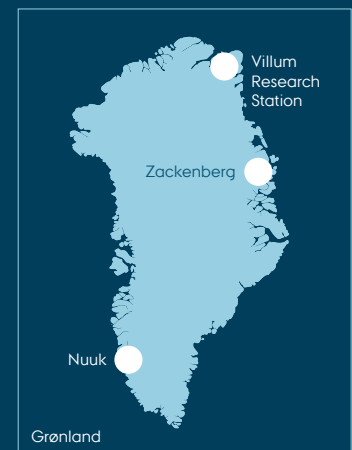 Villum
Research
Station
Zackenberg
Nuuk
Grønland